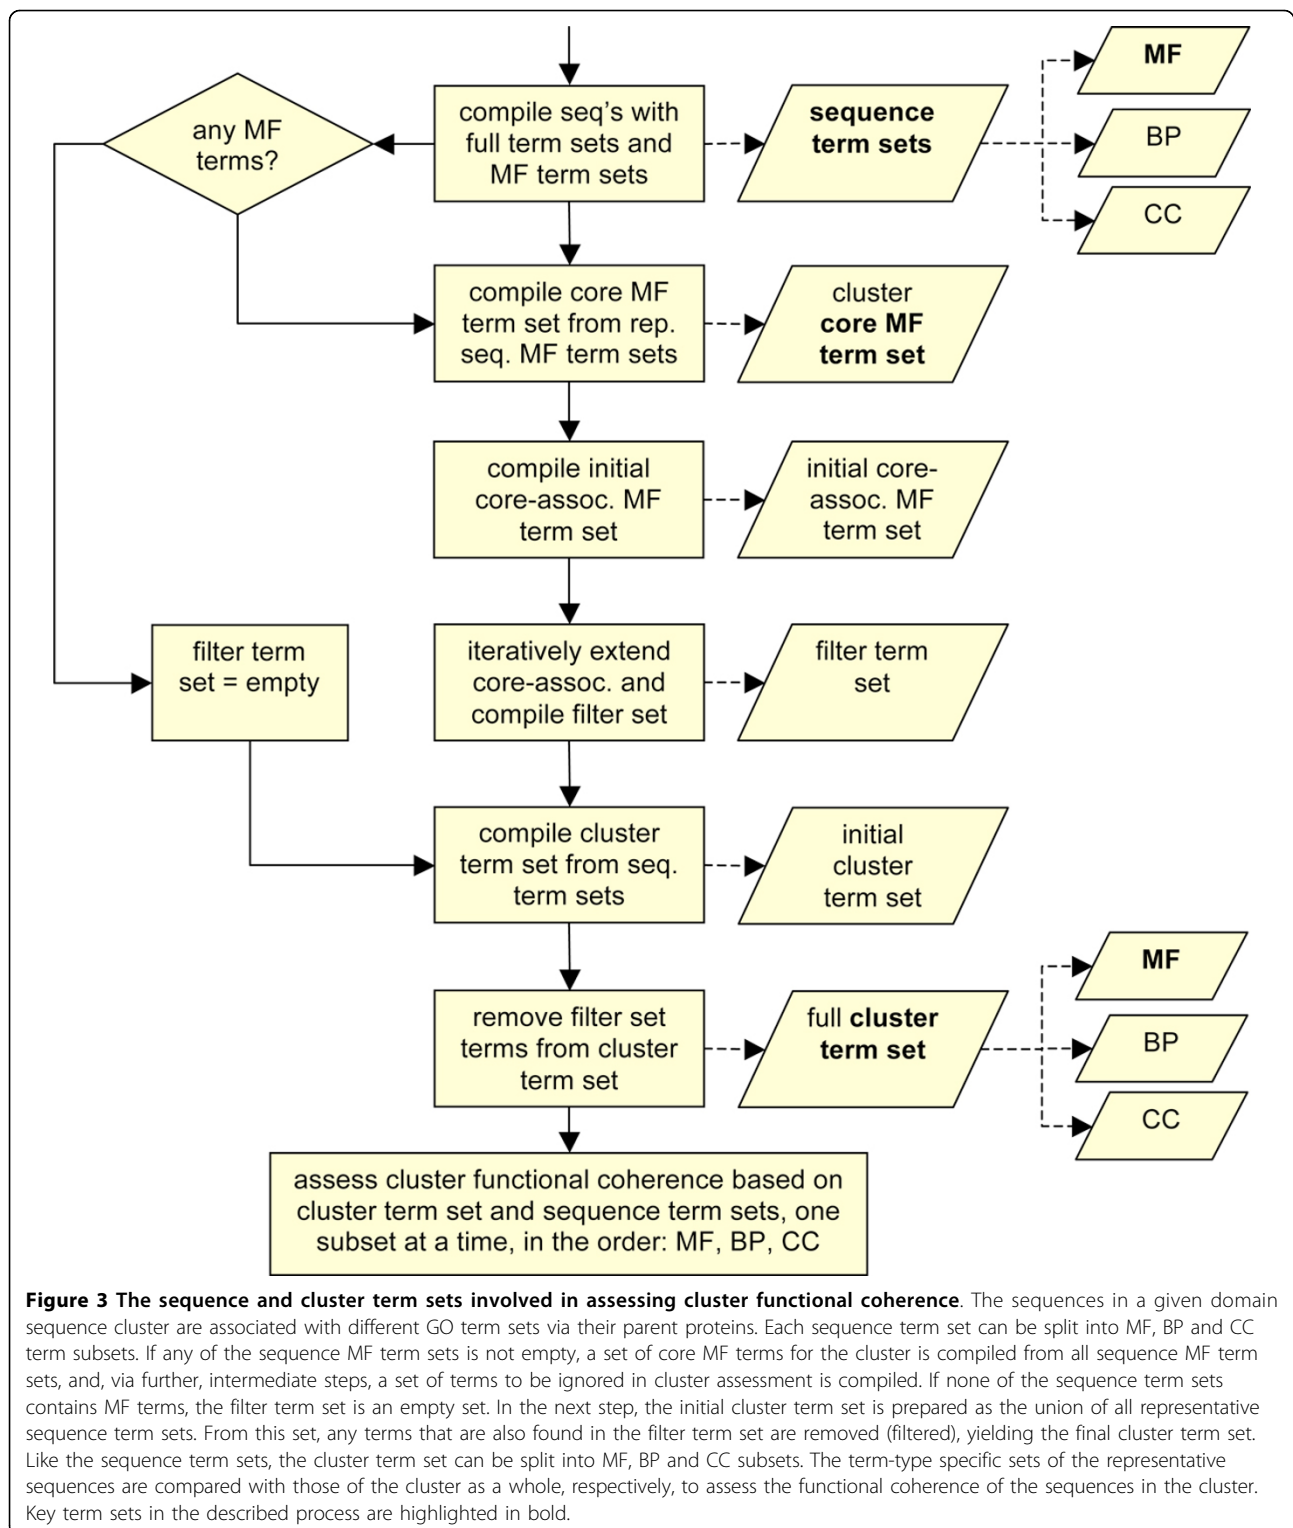 MF
any MF
terms?
compile seq's with
full term sets and
MF term sets
sequence
term sets
BP
CC
compile core MF
term set from rep.
seq. MF term sets
cluster
core MF
term set
compile initial
core-assoc. MF
term set
initial core-
assoc. MF
term set
filter term
set = empty
iteratively extend
core-assoc. and
compile filter set
filter term
set
compile cluster
term set from seq.
term sets
initial
cluster
term set
remove filter set
terms from cluster
term set
full cluster
term set
MF
BP
CC
assess cluster functional coherence based on
cluster term set and sequence term sets, one
subset at a time, in the order: MF, BP, CC
Figure 3 The sequence and cluster term sets involved in assessing cluster functional coherence. The sequences in a given domain
sequence cluster are associated with different GO term sets via their parent proteins. Each sequence term set can be split into MF, BP and CC
term subsets. If any of the sequence MF term sets is not empty, a set of core MF terms for the cluster is compiled from all sequence MF term
sets, and, via further, intermediate steps, a set of terms to be ignored in cluster assessment is compiled. If none of the sequence term sets
contains MF terms, the filter term set is an empty set. In the next step, the initial cluster term set is prepared as the union of all representative
sequence term sets. From this set, any terms that are also found in the filter term set are removed (filtered), yielding the final cluster term set.
Like the sequence term sets, the cluster term set can be split into MF, BP and CC subsets. The term-type specific sets of the representative
sequences are compared with those of the cluster as a whole, respectively, to assess the functional coherence of the sequences in the cluster.
Key term sets in the described process are highlighted in bold.